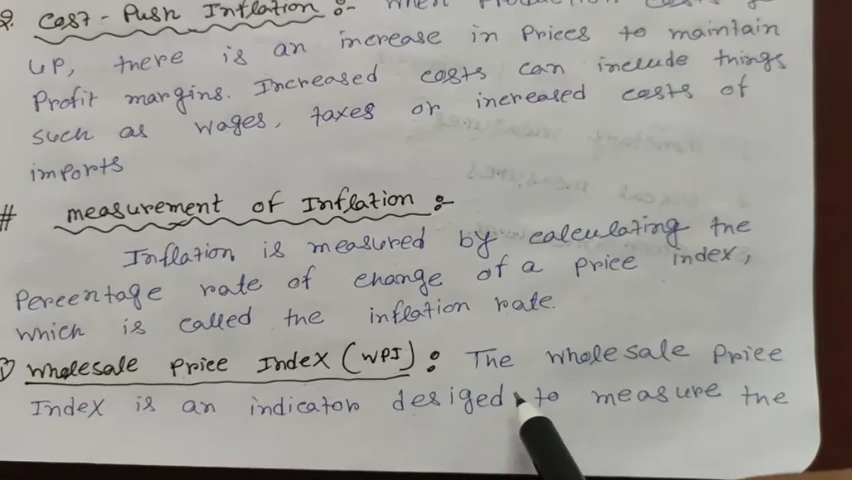 2. Cost-Push Inflation :- When Production costs
up, there is an increase in Prices to maintain
Profit margins. Increased costs can include things
such as wages, taxes or increased costs of
imports
# measurement of Inflation :-
Inflation is measured by calculating the
Percentage rate of change of a price index,
which is called the inflation rate.
① Wholesale Price Index (WPI) : The Wholesale Price
Index is an indicator desiged to measure the